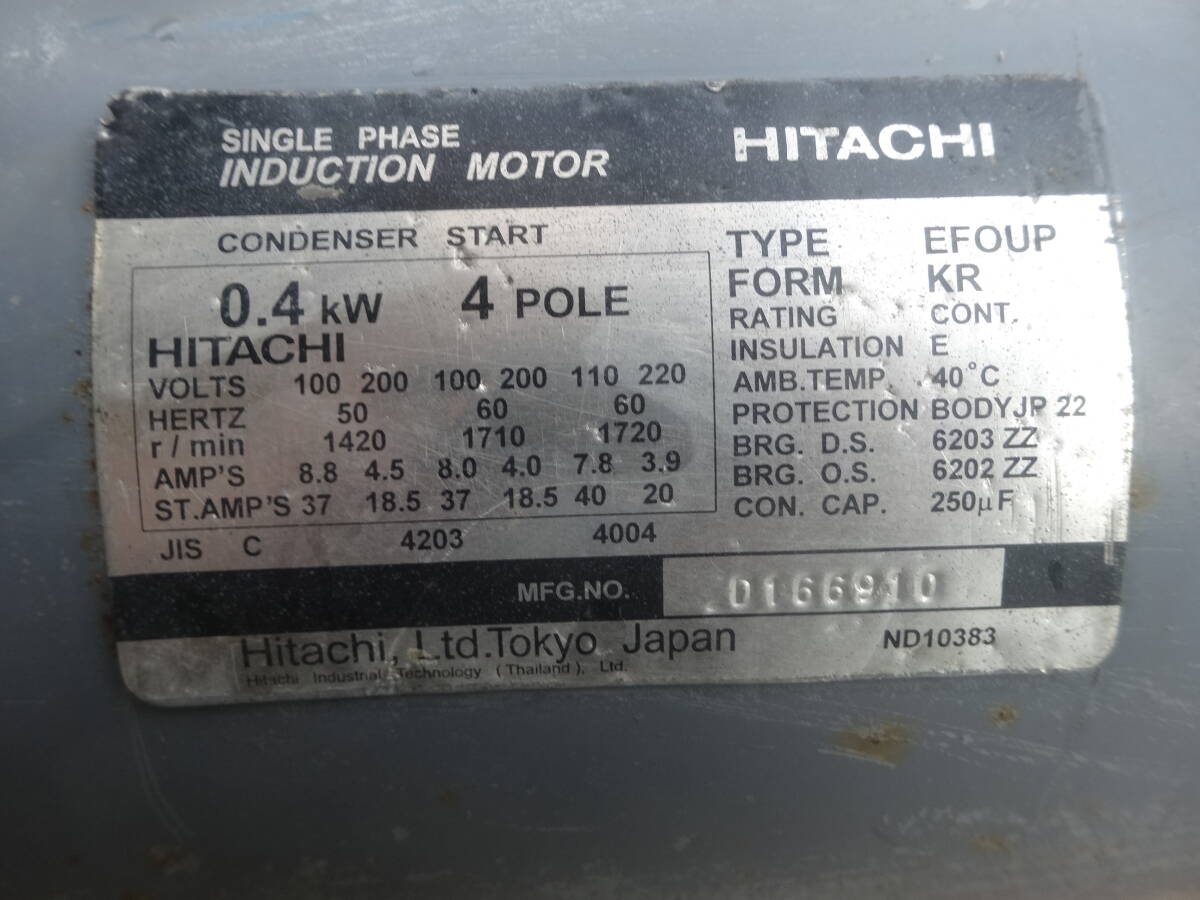 SINGLE PHASE
INDUCTION MOTOR
HITACHI
CONDENSER START
0.4 kW 4 POLE
HITACHI
VOLTS 100 200 100 200 110 220
HERTZ 50 60 60
r / min 1420 1710 1720
AMP'S 8.8 4.5 8.0 4.0 7.8 3.9
ST.AMP'S 37 18.5 37 18.5 40 20
JIS C 4203 4004
TYPE EFOUP
FORM KR
RATING CONT.
INSULATION E
AMB.TEMP. 40°C
PROTECTION BODYJP 22
BRG. D.S. 6203 ZZ
BRG. O.S. 6202 ZZ
CON. CAP. 250μF
MFG.NO. D166910
Hitachi, Ltd.Tokyo Japan
Hitachi Industrial Technology (Thailand), Ltd.
ND10383